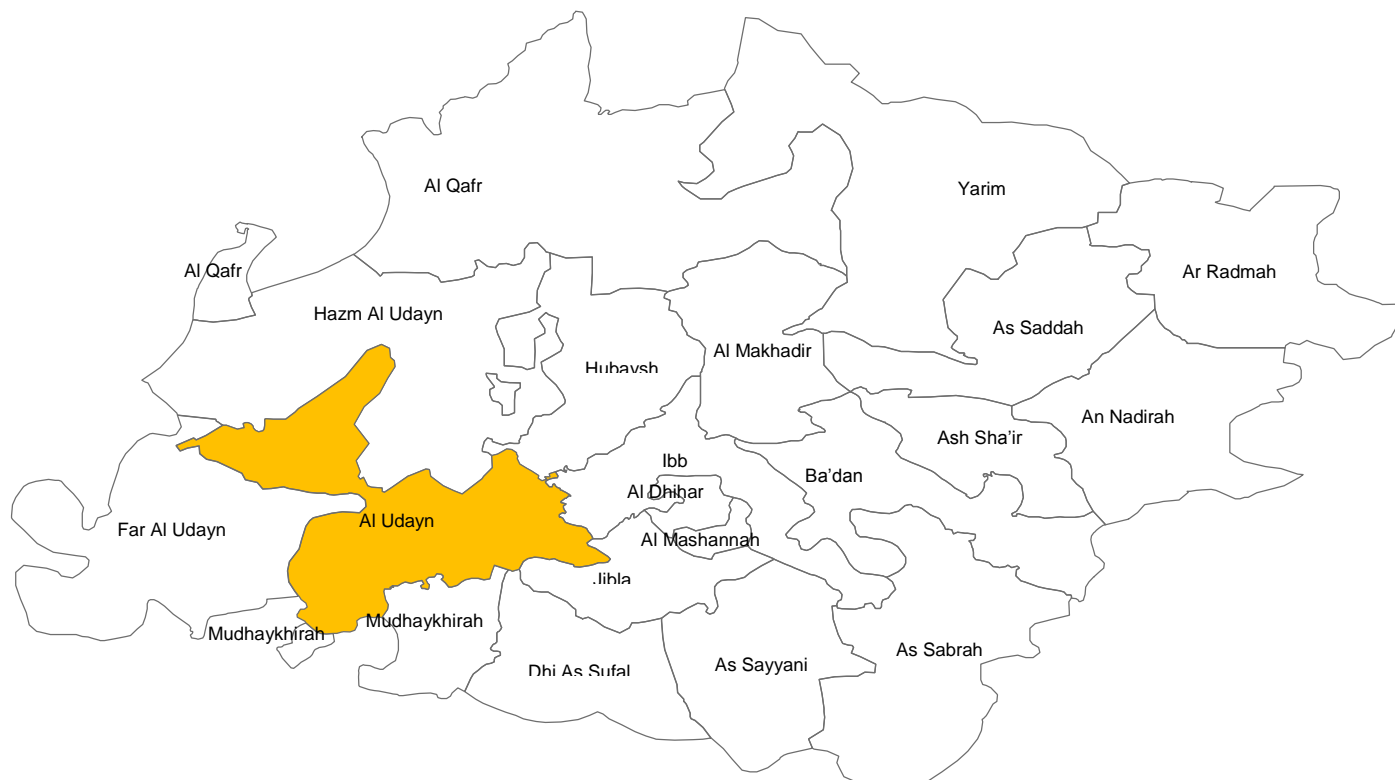 Al Qafr
Yarim
Al Qafr
Ar Radmah
Hazm Al Udayn
As Saddah
Al Makhadir
Hubaysh
An Nadirah
Ash Sha’ir
Ibb
Ba’dan
Al Dhihar
Al Udayn
Far Al Udayn
Al Mashannah
Jibla
Mudhaykhirah
Mudhaykhirah
As Sabrah
As Sayyani
Dhi As Sufal